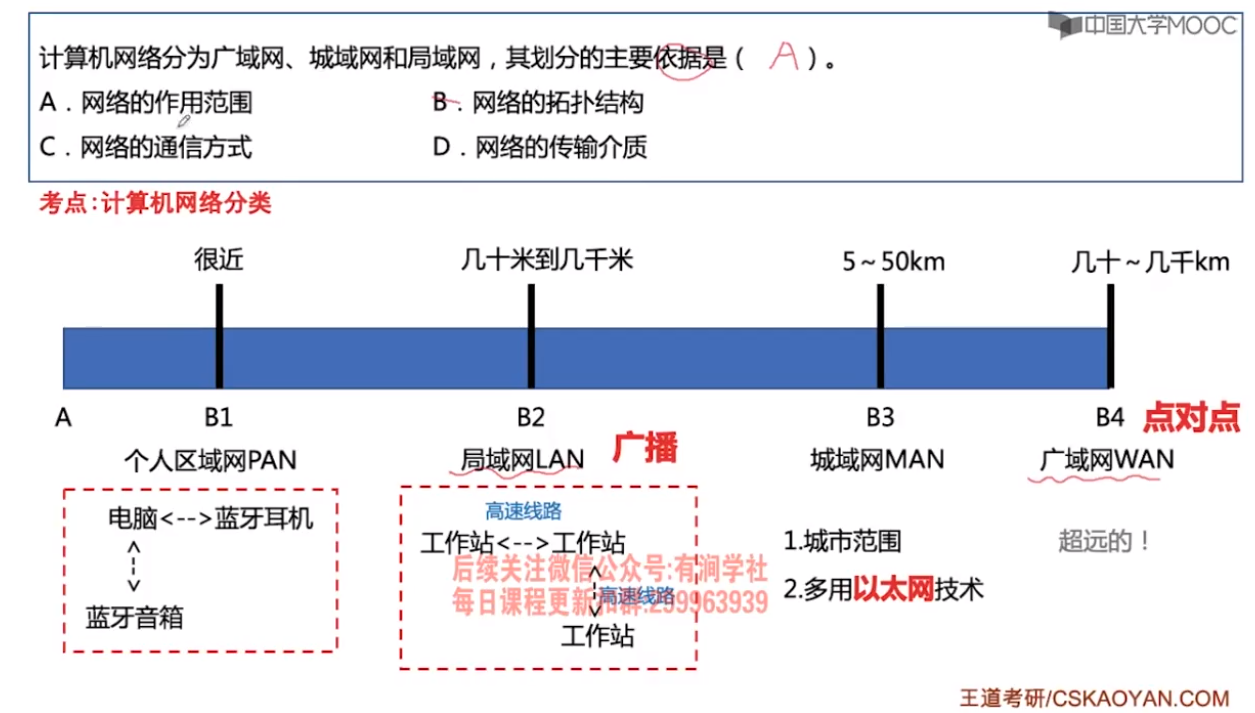 中国大学MOOC
计算机网络分为广域网、城域网和局域网，其划分的主要依据是（ A ）。
A．网络的作用范围 B．网络的拓扑结构
C．网络的通信方式 D．网络的传输介质
考点:计算机网络分类
很近 几十米到几千米 5～50km 几十～几千km
A B1 B2 B3 B4 点对点
个人区域网PAN 局域网LAN 广播 城域网MAN 广域网WAN
电脑<-->蓝牙耳机
蓝牙音箱
高速线路
工作站<-->工作站
高速线路
工作站
后续关注微信公众号:有涧学社
每日课程更新扣群:299963939
1.城市范围
2.多用以太网技术
超远的！
王道考研/CSKAOYAN.COM